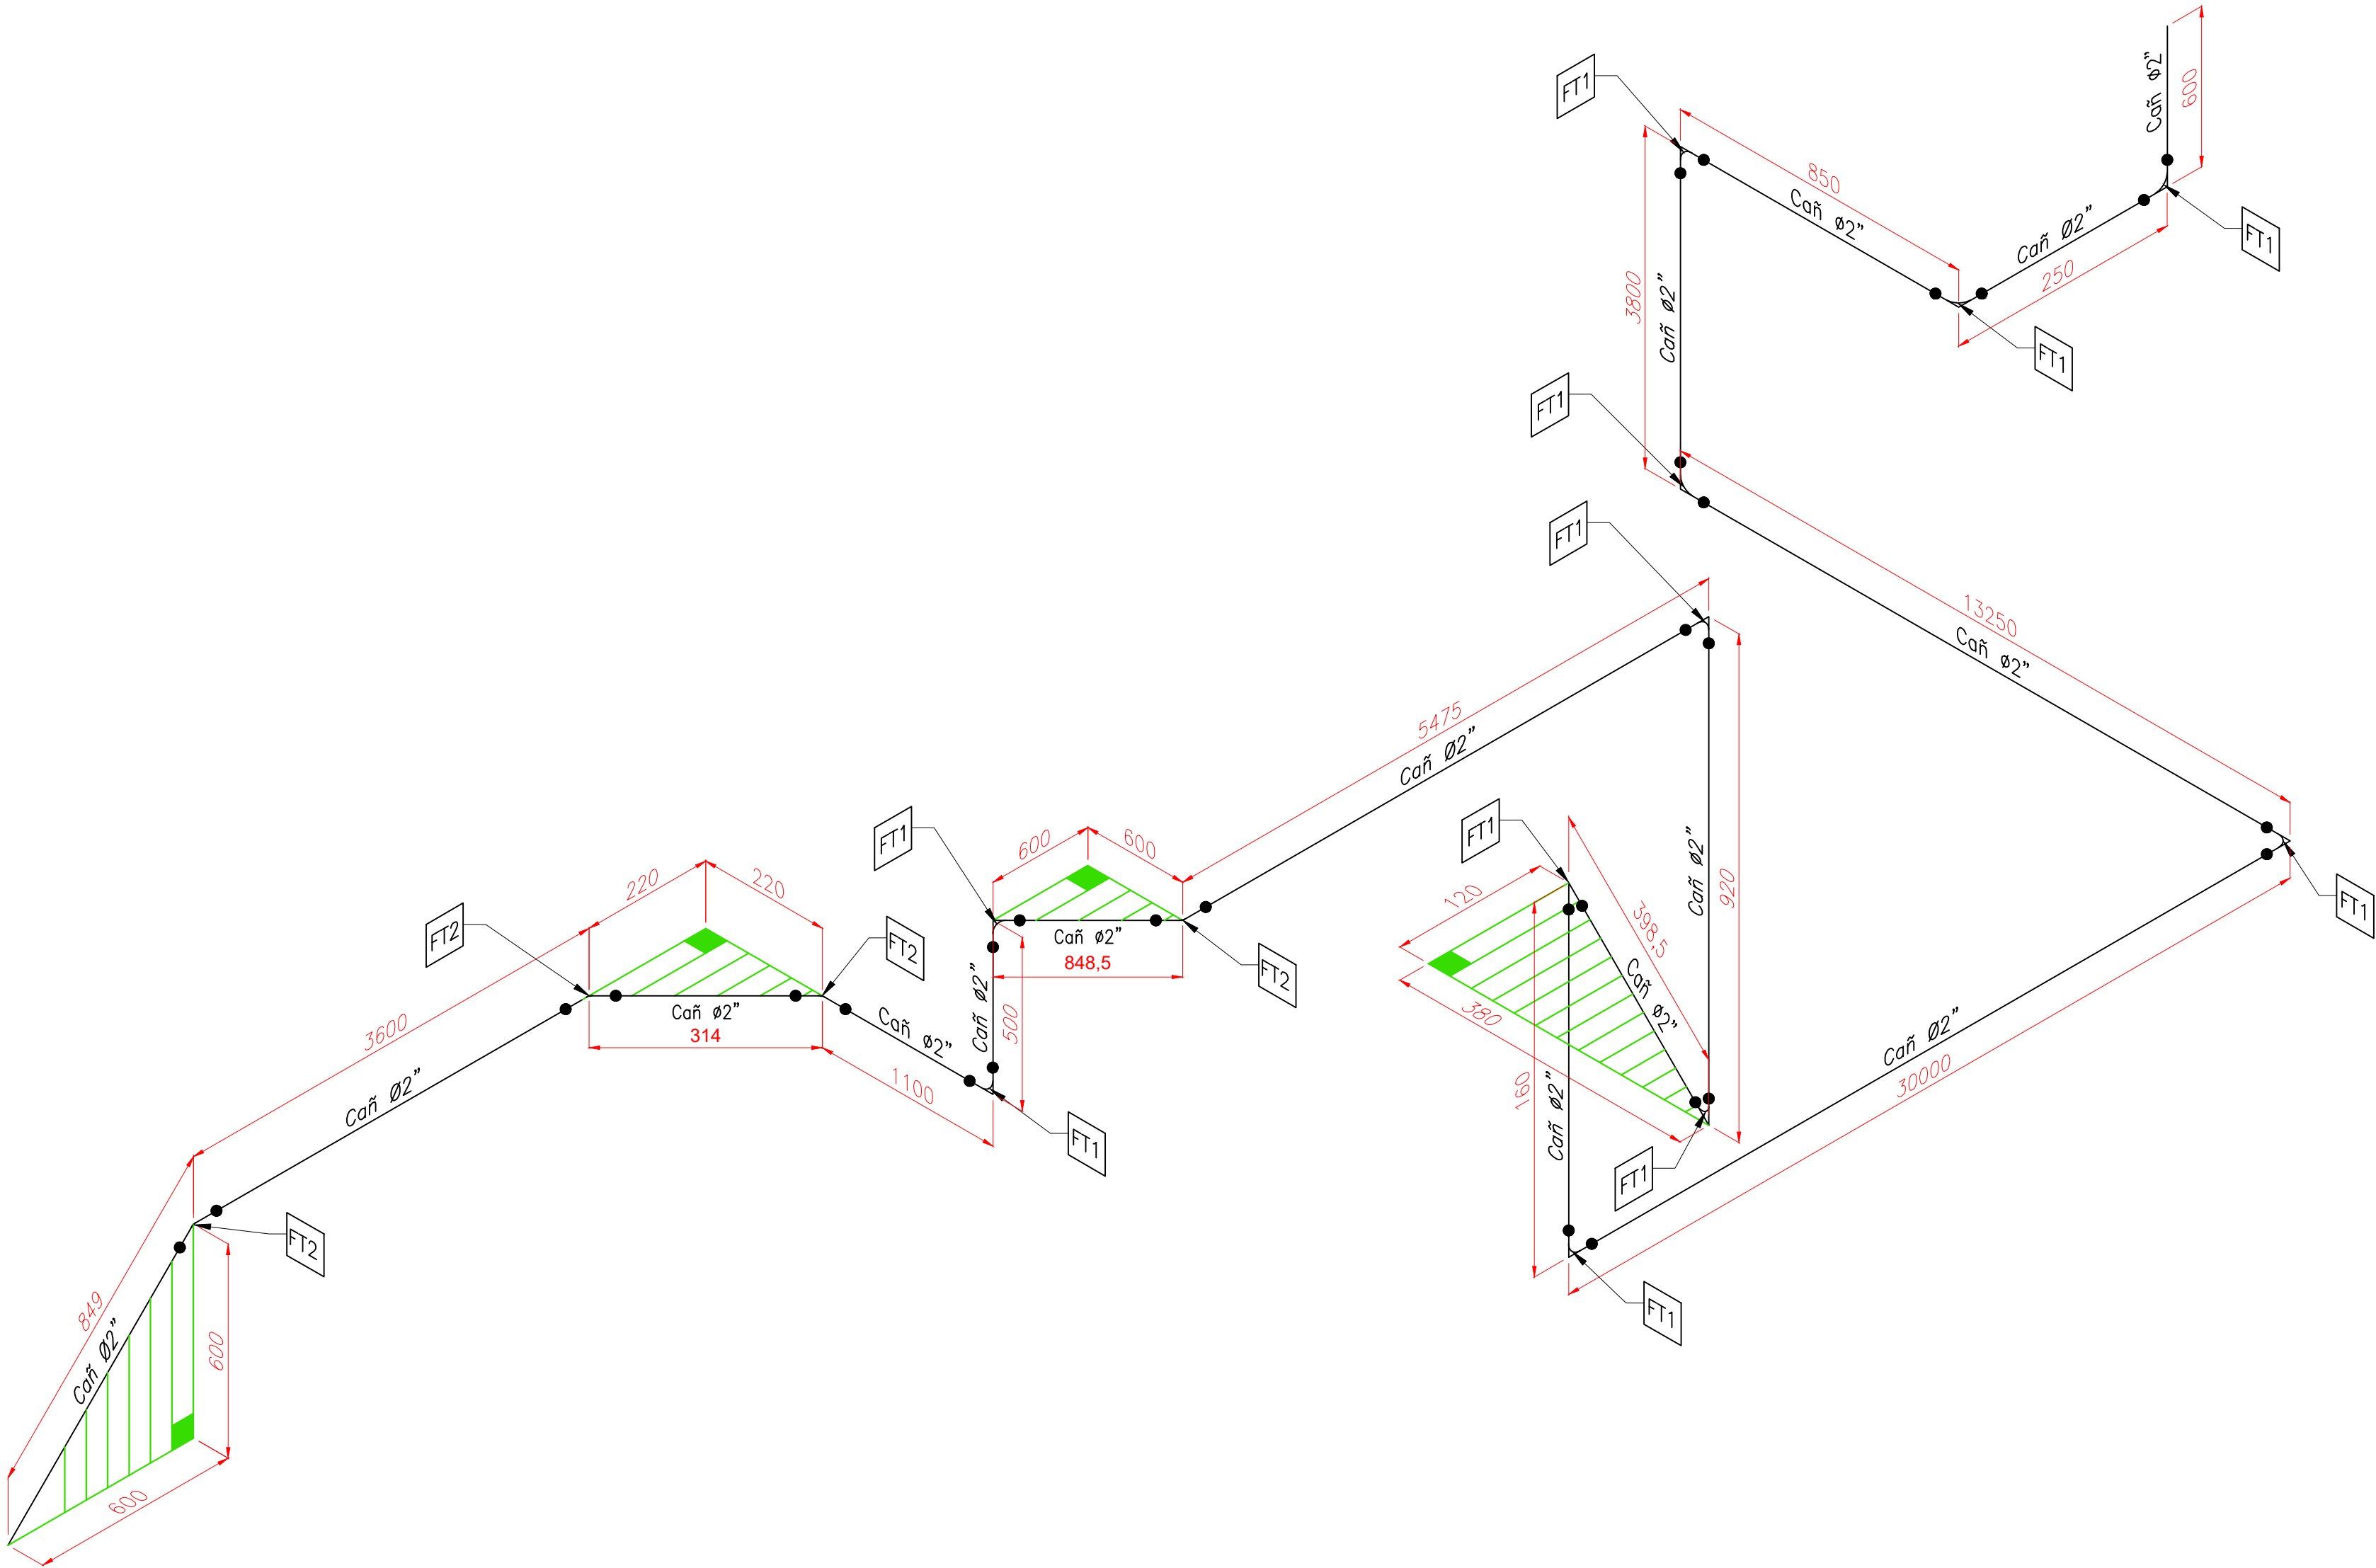 Cañ ø2”
600
FT1
850
Cañ ø2”
Cañ Ø2”
250
FT1
FT1
3800
Cañ ø2”
FT1
13250
Cañ ø2”
FT1
5475
Cañ Ø2”
Cañ ø2”
920
FT1
600
600
FT1
Cañ ø2”
848,5
FT2
Cañ ø2”
500
220
220
FT2
FT2
Cañ ø2”
314
Cañ ø2”
1100
FT1
3600
Cañ Ø2”
FT2
849
Cañ Ø2”
600
600
FT1
120
398,5
380
Cañ ø2”
160
Cañ ø2”
FT1
Cañ Ø2”
30000
FT1